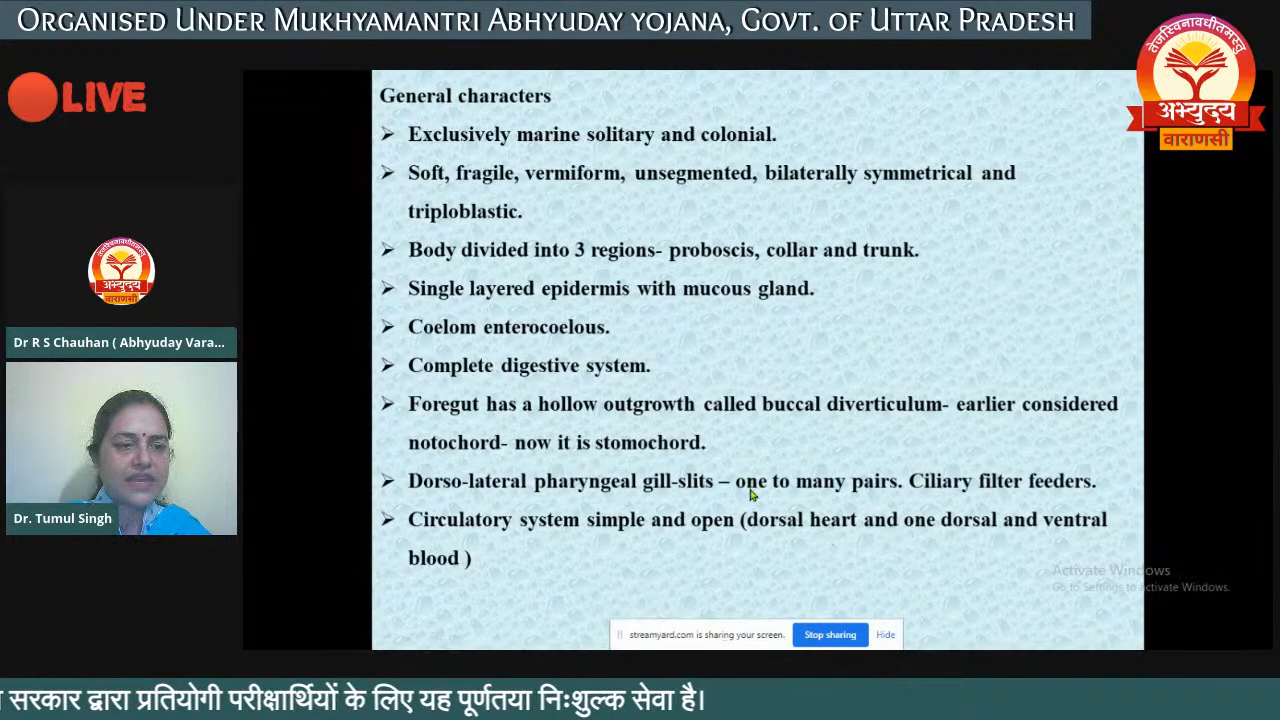 ORGANISED UNDER MUKHYAMANTRI ABHYUDAY YOJANA, GOVT. OF UTTAR PRADESH
तेजस्विनावधीतमस्तु
अभ्युदय
वाराणसी
LIVE
General characters
➢ Exclusively marine solitary and colonial.
➢ Soft, fragile, vermiform, unsegmented, bilaterally symmetrical and
triploblastic.
➢ Body divided into 3 regions- proboscis, collar and trunk.
➢ Single layered epidermis with mucous gland.
➢ Coelom enterocoelous.
➢ Complete digestive system.
➢ Foregut has a hollow outgrowth called buccal diverticulum- earlier considered
notochord- now it is stomochord.
➢ Dorso-lateral pharyngeal gill-slits – one to many pairs. Ciliary filter feeders.
➢ Circulatory system simple and open (dorsal heart and one dorsal and ventral
blood )
अभ्युदय
वाराणसी
Dr R S Chauhan ( Abhyuday Vara...
Dr. Tumul Singh
Activate Windows
Go to Settings to activate Windows.
streamyard.com is sharing your screen.
Stop sharing
Hide
सरकार द्वारा प्रतियोगी परीक्षार्थियों के लिए यह पूर्णतया निःशुल्क सेवा है।